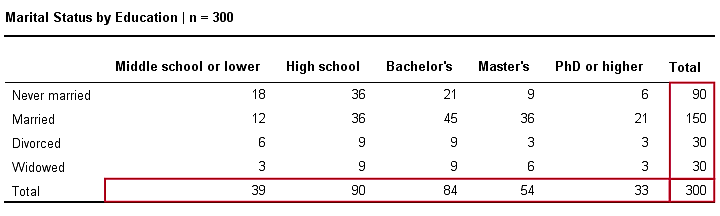 Marital Status by Education | n = 300
Middle school or lower High school Bachelor's Master's PhD or higher Total
Never married 18 36 21 9 6 90
Married 12 36 45 36 21 150
Divorced 6 9 9 3 3 30
Widowed 3 9 9 6 3 30
Total 39 90 84 54 33 300